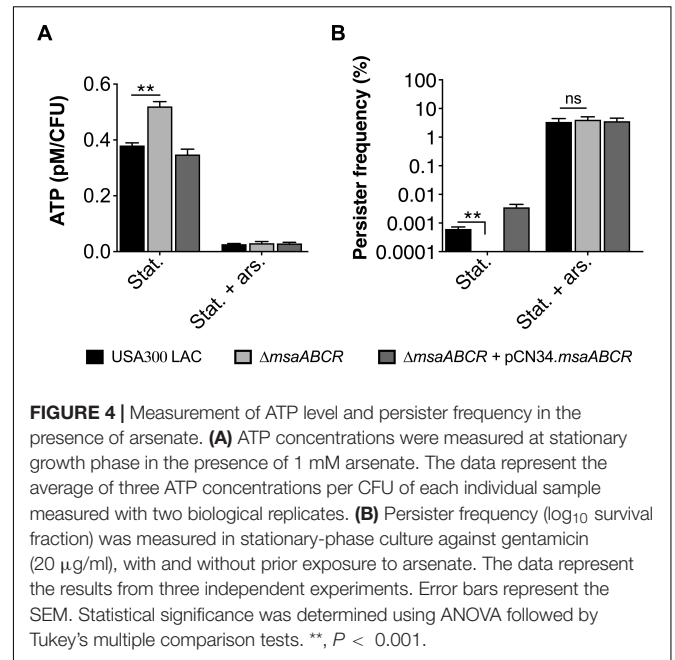 A
B
ATP (pM/CFU)
0.6
0.4
0.2
0.0
**
Stat.
Stat. + ars.
Persister frequency (%)
100
10
1
0.1
0.01
0.001
0.0001
**
ns
Stat.
Stat. + ars.
USA300 LAC
ΔmsaABCR
ΔmsaABCR + pCN34.msaABCR
FIGURE 4 | Measurement of ATP level and persister frequency in the
presence of arsenate. (A) ATP concentrations were measured at stationary
growth phase in the presence of 1 mM arsenate. The data represent the
average of three ATP concentrations per CFU of each individual sample
measured with two biological replicates. (B) Persister frequency (log₁₀ survival
fraction) was measured in stationary-phase culture against gentamicin
(20 μg/ml), with and without prior exposure to arsenate. The data represent
the results from three independent experiments. Error bars represent the
SEM. Statistical significance was determined using ANOVA followed by
Tukey's multiple comparison tests. **, P < 0.001.